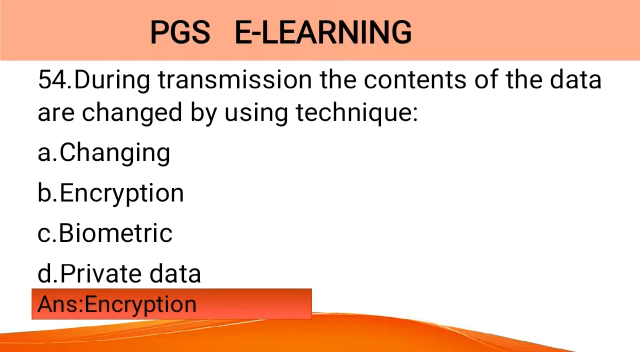 PGS E-LEARNING
54.During transmission the contents of the data
are changed by using technique:
a.Changing
b.Encryption
c.Biometric
d.Private data
Ans:Encryption